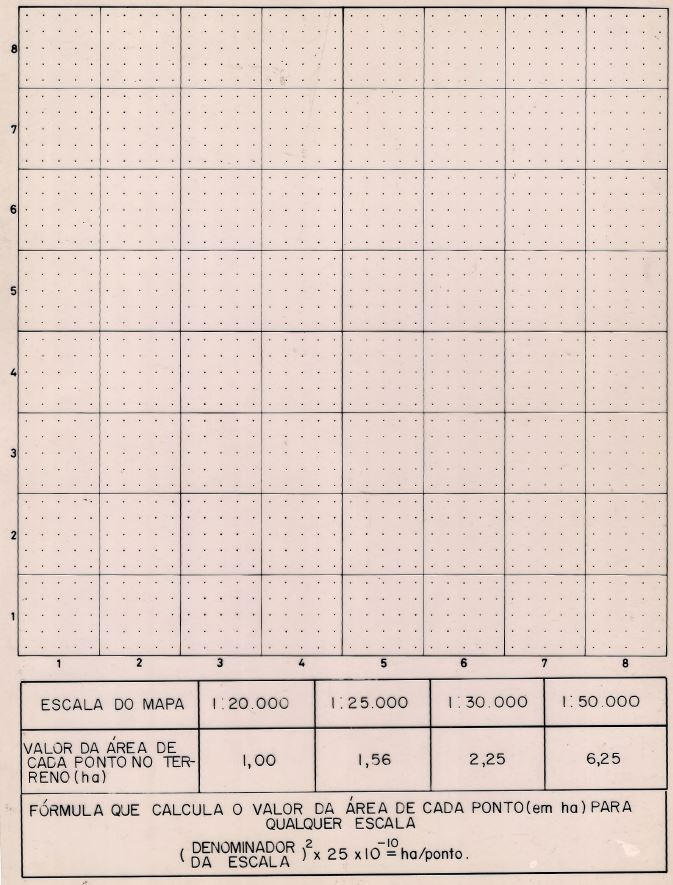 8
7
6
5
4
3
2
1
1 2 3 4 5 6 7 8
ESCALA DO MAPA 1:20.000 1:25.000 1:30.000 1:50.000
VALOR DA ÁREA DE
CADA PONTO NO TER-
RENO (ha)
1,00 1,56 2,25 6,25
FÓRMULA QUE CALCULA O VALOR DA ÁREA DE CADA PONTO (em ha) PARA
QUALQUER ESCALA
(DENOMINADOR
DA ESCALA)² x 25 x 10⁻¹⁰ = ha/ponto.